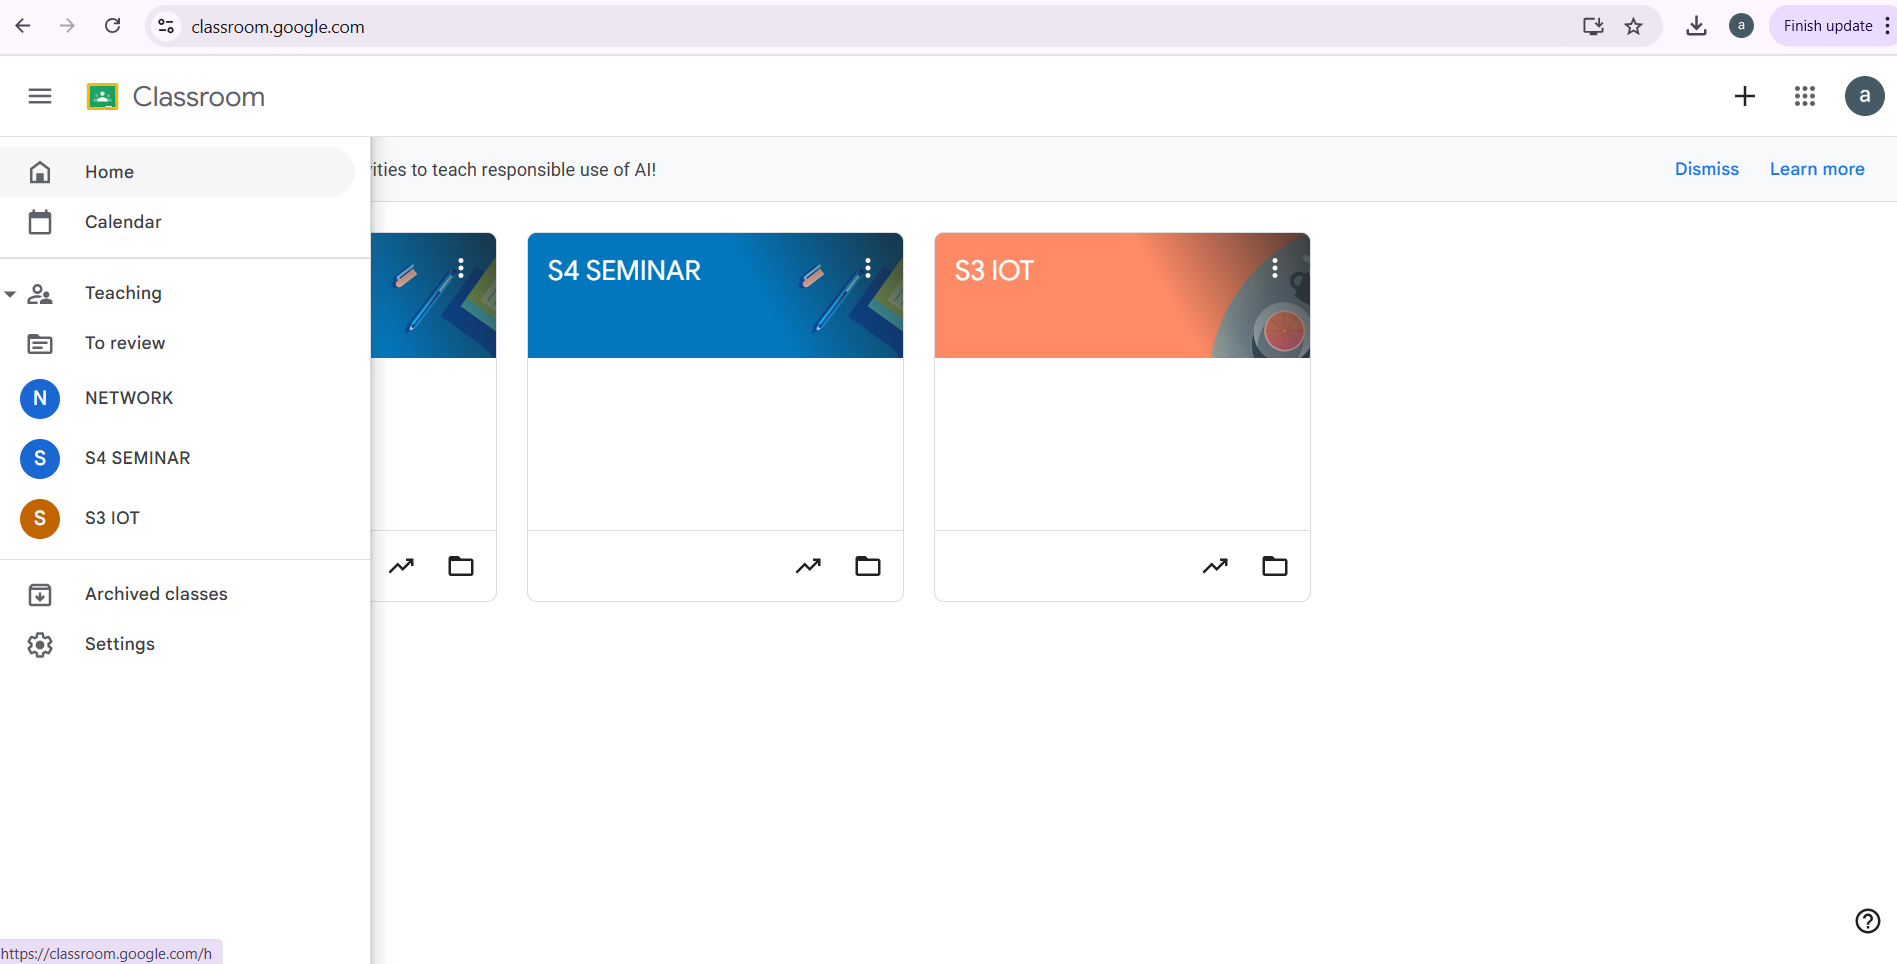 classroom.google.com
a
Finish update
Classroom
a
Home
Calendar
Teaching
To review
N NETWORK
S S4 SEMINAR
S S3 IOT
Archived classes
Settings
to teach responsible use of AI!
Dismiss
Learn more
S4 SEMINAR
S3 IOT
https://classroom.google.com/h